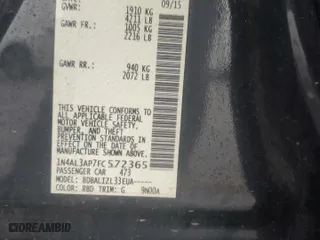 GVWR: 1910 KG 09/15
4211 LB
GAWR FR.: 1005 KG
2216 LB
GAWR RR.: 940 KG
2072 LB
THIS VEHICLE CONFORMS TO ALL APPLICABLE
FEDERAL MOTOR VEHICLE SAFETY,
BUMPER, AND THEFT PREVENTION
STANDARDS IN EFFECT ON THE DATE OF
MANUFACTURE SHOWN ABOVE.
1N4AL3AP7FC572365
PASSENGER CAR 473
MODEL: BDBALIZL33EUA-----
COLOR: RBD TRIM: G 9N00A